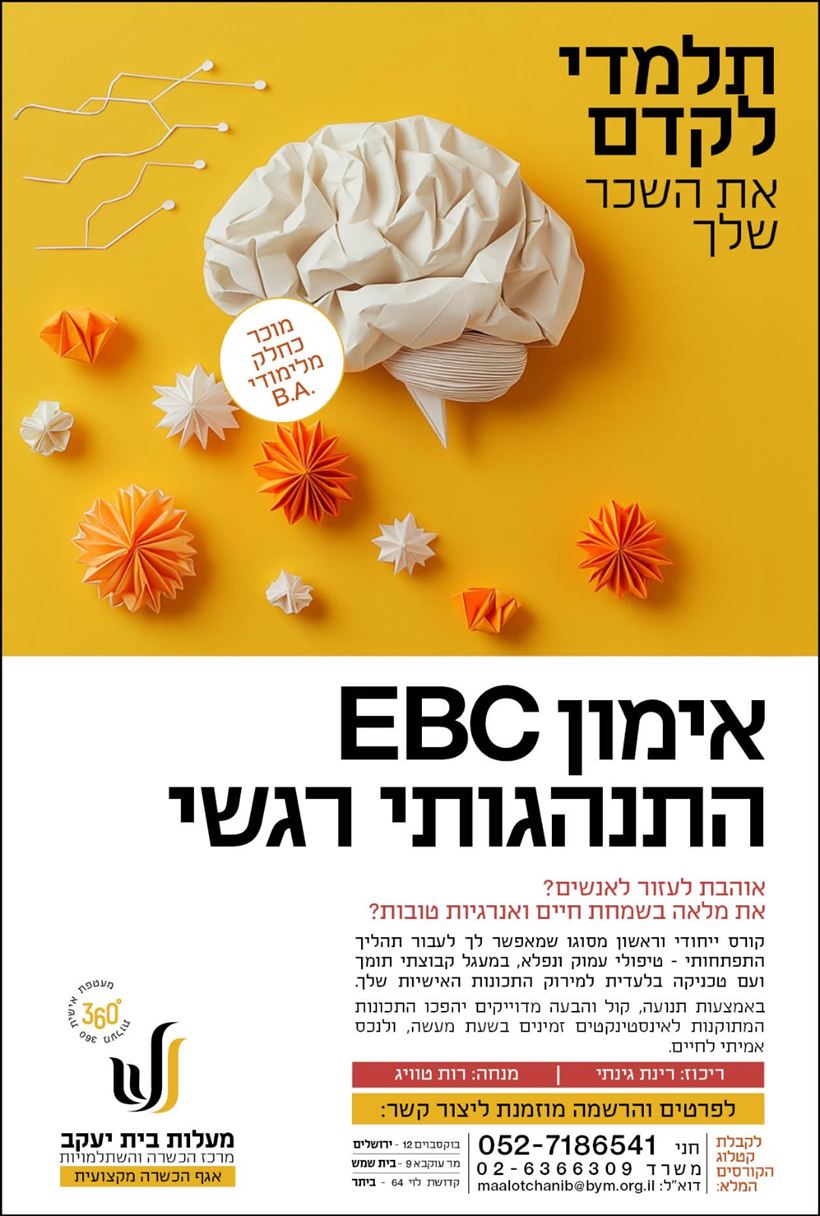 תלמדי
לקדם
את השכר
שלך
מוכר
כחלק
מלימודי
B.A.
אימון EBC
התנהגותי רגשי
אוהבת לעזור לאנשים?
את מלאה בשמחת חיים ואנרגיות טובות?
קורס ייחודי וראשון מסוגו שמאפשר לך לעבור תהליך
התפתחותי - טיפולי עמוק ונפלא, במעגל קבוצתי תומך
ועם טכניקה בלעדית למירוק התכונות האישיות שלך.
באמצעות תנועה, קול והבעה מדוייקים יהפכו התכונות
המתוקנות לאינסטינקטים זמינים בשעת מעשה, ולנכס
אמיתי לחיים.
ריכוז: רינת גינתי | מנחה: רות טוויג
לפרטים והרשמה מוזמנת ליצור קשר:
לקבלת
קטלוג
הקורסים
המלא:
חני 052-7186541
משרד 02-6366309
דוא"ל: maalotchanib@bym.org.il
בוקסבוים 12 - ירושלים
מר עוקבא 9 - בית שמש
קדושת לוי 64 - ביתר
מעטפת אישית
360°
360 מעלות
מעלות בית יעקב
מרכז הכשרה והשתלמויות
אגף הכשרה מקצועית